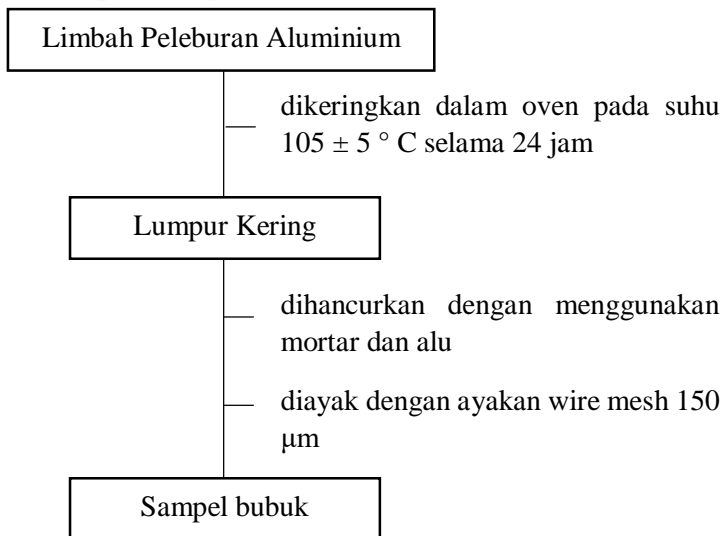 Limbah Peleburan Aluminium
dikeringkan dalam oven pada suhu
105 ± 5 ° C selama 24 jam
Lumpur Kering
dihancurkan dengan menggunakan
mortar dan alu
diayak dengan ayakan wire mesh 150
μm
Sampel bubuk